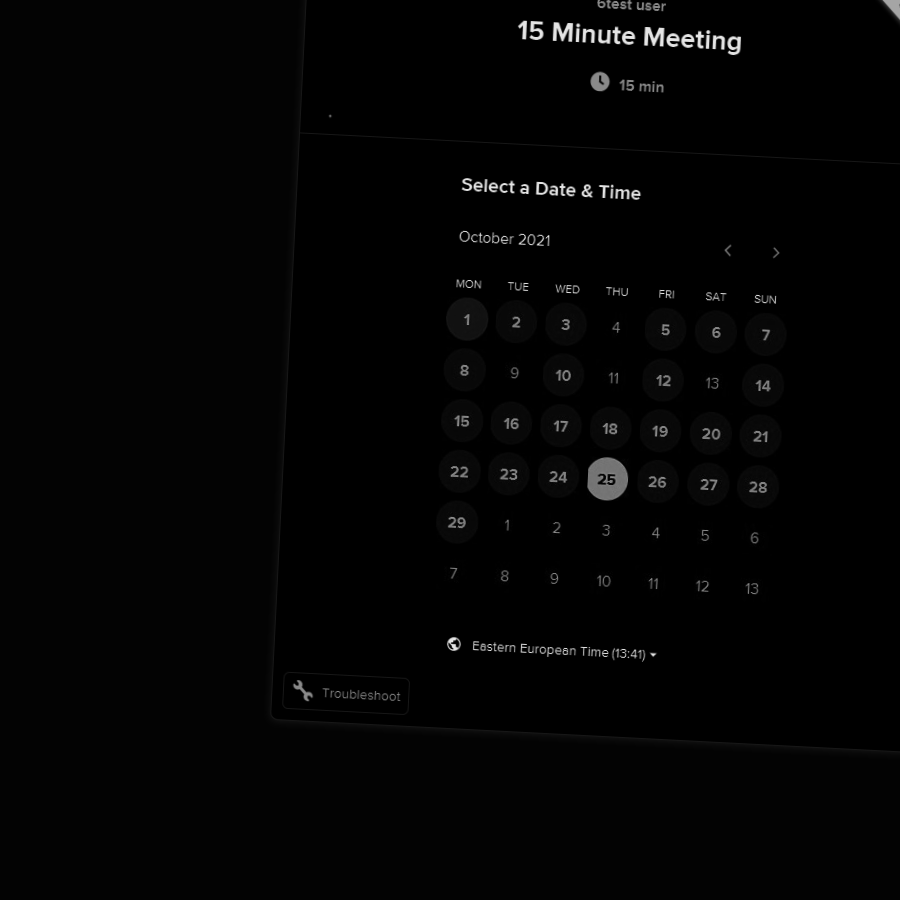 6test user
15 Minute Meeting
15 min
Select a Date & Time
October 2021
MON TUE WED THU FRI SAT SUN
1 2 3 4 5 6 7
8 9 10 11 12 13 14
15 16 17 18 19 20 21
22 23 24 25 26 27 28
29 1 2 3 4 5 6
7 8 9 10 11 12 13
Eastern European Time (13:41)
Troubleshoot